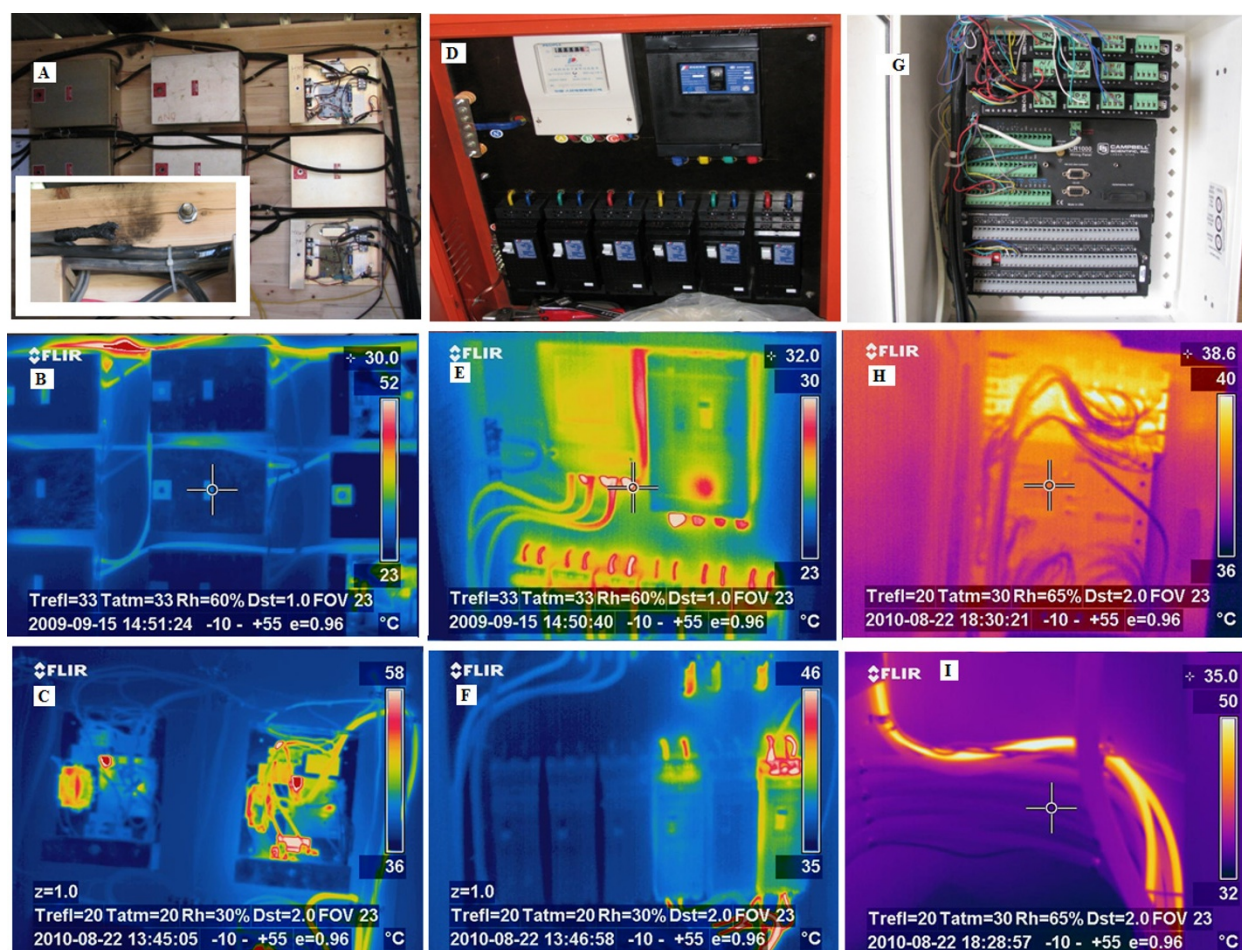 A
D
G
CR1000
Wiring Panel
CAMPBELL
SCIENTIFIC, INC.
FLIR
B
30.0
52
23
Trefl=33 Tatm=33 Rh=60% Dst=1.0 FOV 23
2009-09-15 14:51:24 -10 - +55 e=0.96 °C
FLIR
E
32.0
30
23
Trefl=33 Tatm=33 Rh=60% Dst=1.0 FOV 23
2009-09-15 14:50:40 -10 - +55 e=0.96 °C
FLIR
H
38.6
40
36
Trefl=20 Tatm=30 Rh=65% Dst=2.0 FOV 23
2010-08-22 18:30:21 -10 - +55 e=0.96 °C
FLIR
C
58
36
z=1.0
Trefl=20 Tatm=20 Rh=30% Dst=2.0 FOV 23
2010-08-22 13:45:05 -10 - +55 e=0.96 °C
FLIR
F
46
35
z=1.0
Trefl=20 Tatm=20 Rh=30% Dst=2.0 FOV 23
2010-08-22 13:46:58 -10 - +55 e=0.96 °C
FLIR
I
35.0
50
32
Trefl=20 Tatm=30 Rh=65% Dst=2.0 FOV 23
2010-08-22 18:28:57 -10 - +55 e=0.96 °C